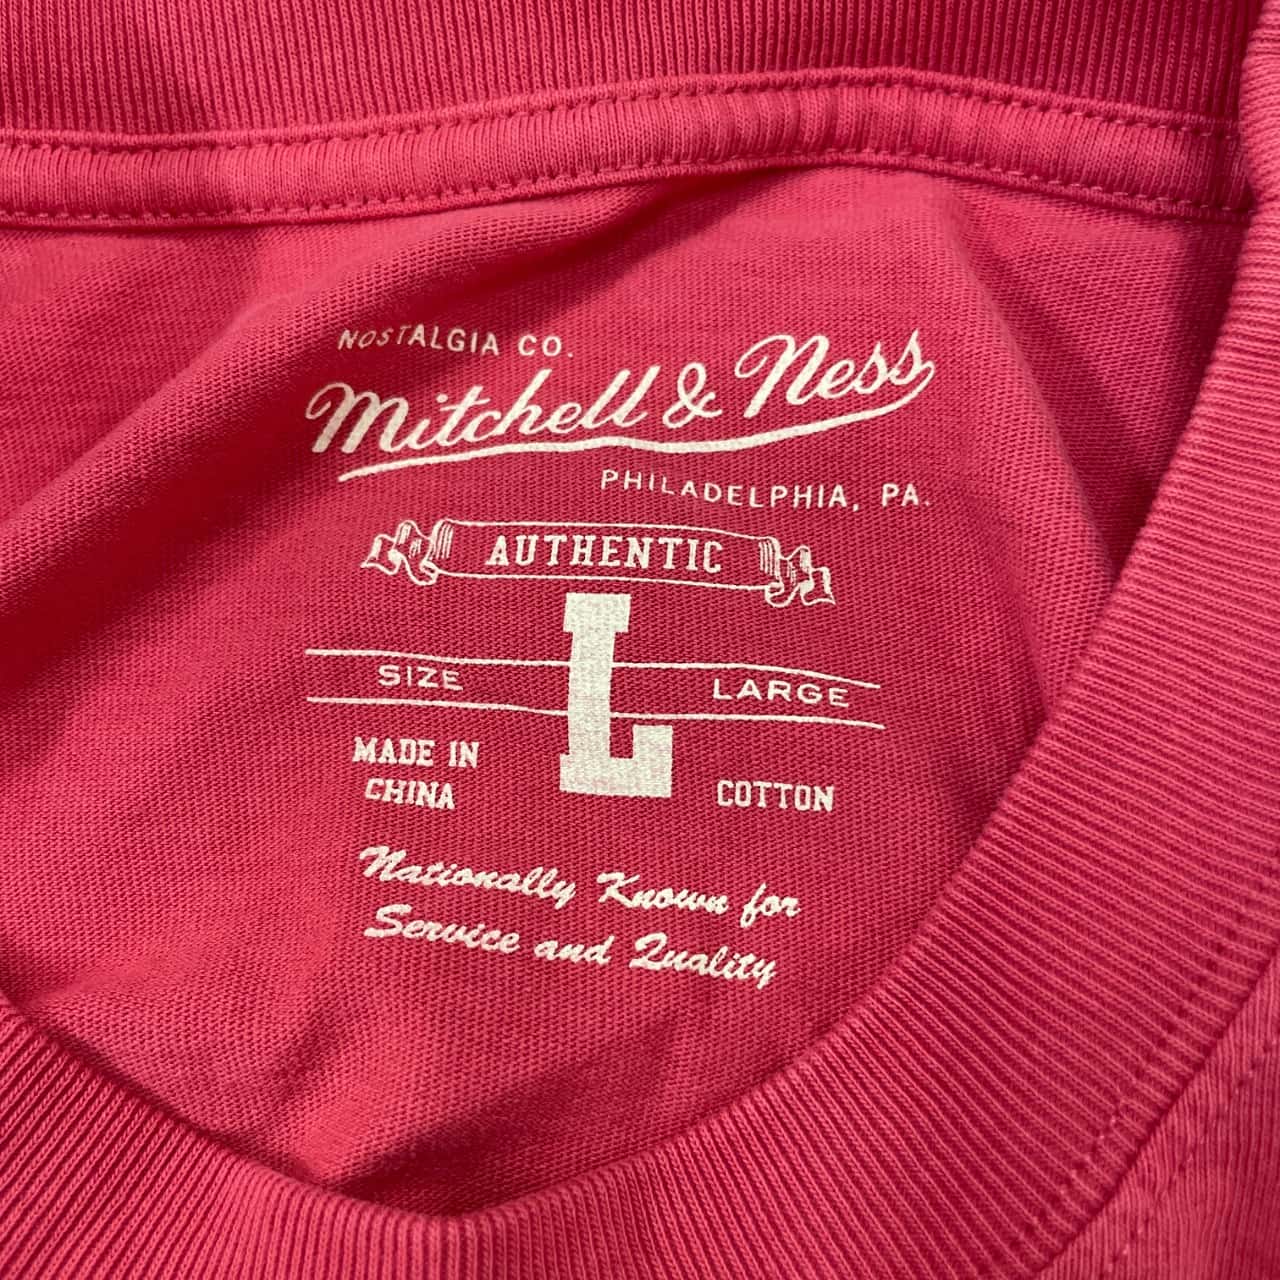 NOSTALGIA CO.
Mitchell & Ness
PHILADELPHIA, PA.
AUTHENTIC
L
SIZE LARGE
MADE IN
CHINA
COTTON
Nationally Known for
Service and Quality